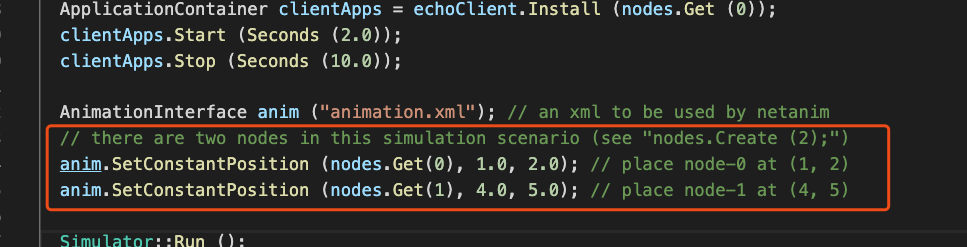 ApplicationContainer clientApps = echoClient.Install (nodes.Get (0));
clientApps.Start (Seconds (2.0));
clientApps.Stop (Seconds (10.0));
AnimationInterface anim ("animation.xml"); // an xml to be used by netanim
// there are two nodes in this simulation scenario (see "nodes.Create (2);")
anim.SetConstantPosition (nodes.Get(0), 1.0, 2.0); // place node-0 at (1, 2)
anim.SetConstantPosition (nodes.Get(1), 4.0, 5.0); // place node-1 at (4, 5)
Simulator::Run ();